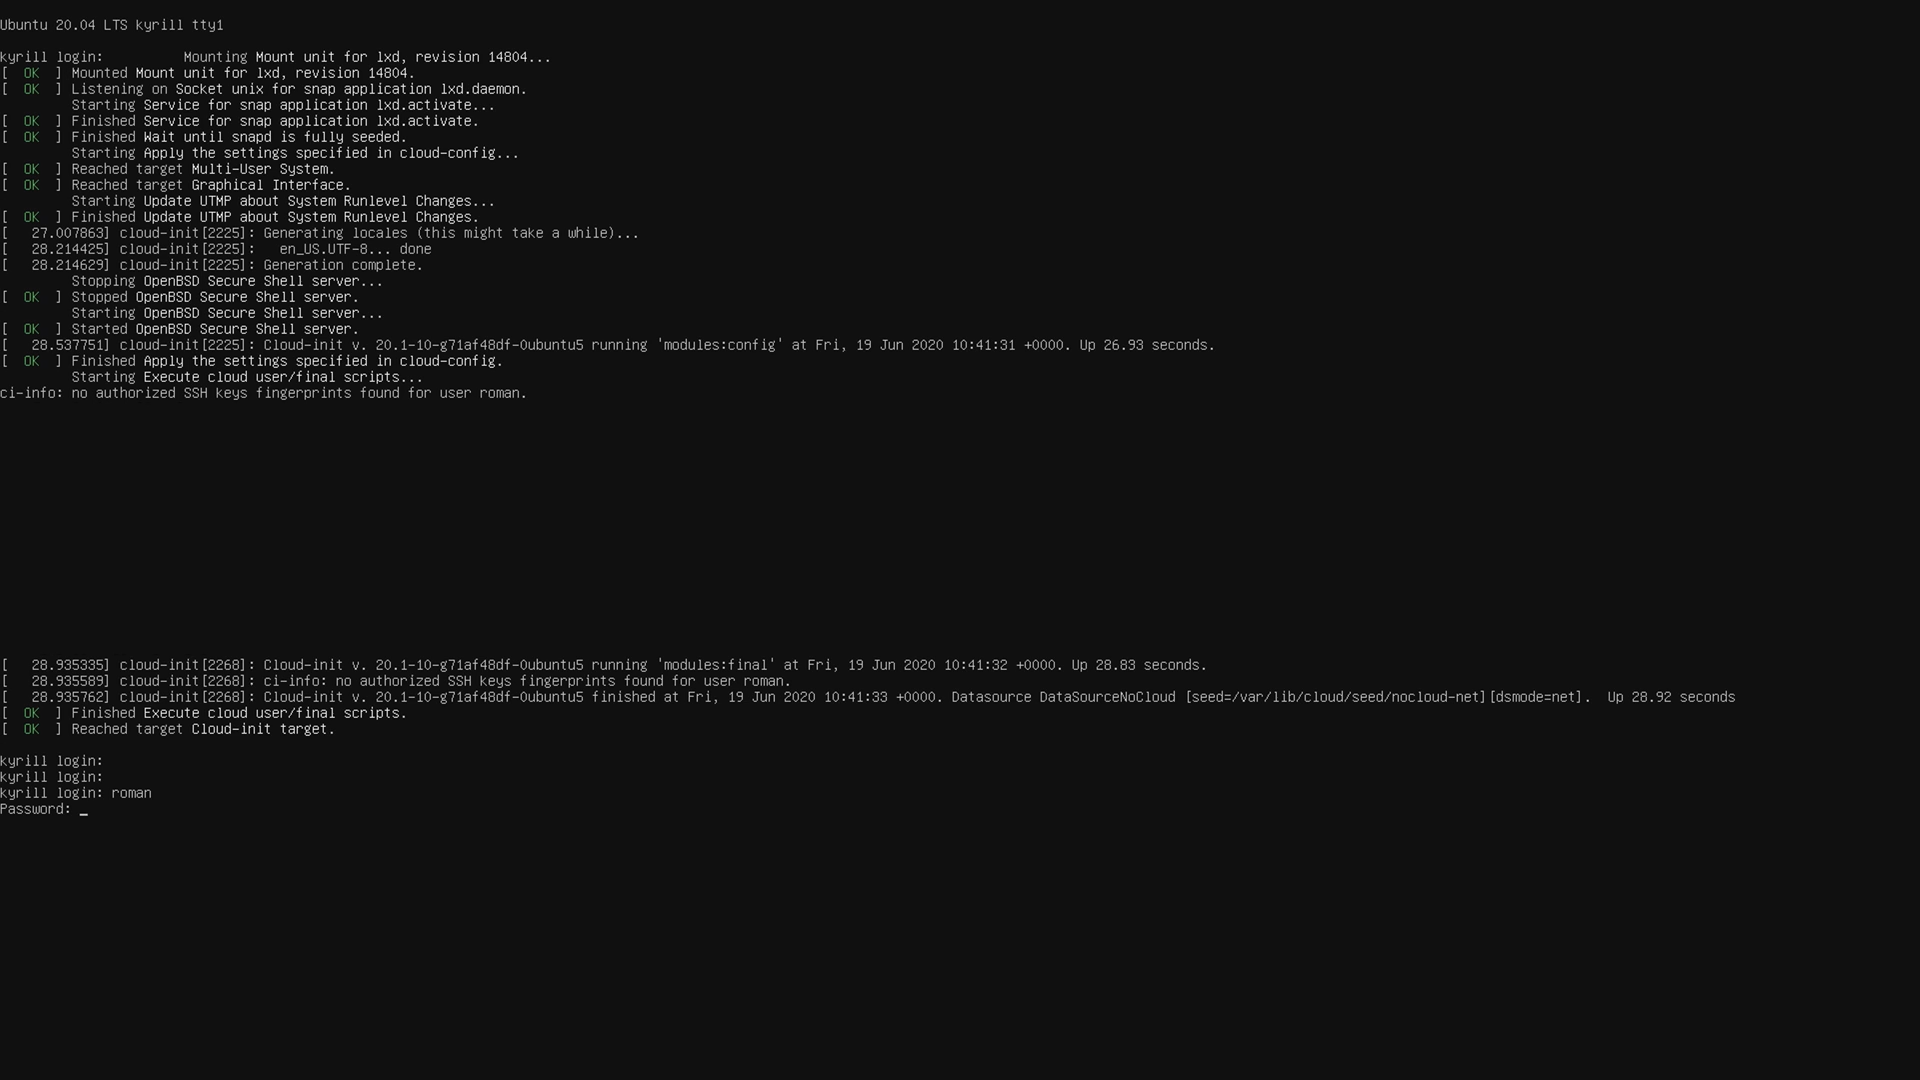 Ubuntu 20.04 LTS kyrill tty1
kyrill login:          Mounting Mount unit for lxd, revision 14804...
[  OK  ] Mounted Mount unit for lxd, revision 14804.
[  OK  ] Listening on Socket unix for snap application lxd.daemon.
         Starting Service for snap application lxd.activate...
[  OK  ] Finished Service for snap application lxd.activate.
[  OK  ] Finished Wait until snapd is fully seeded.
         Starting Apply the settings specified in cloud-config...
[  OK  ] Reached target Multi-User System.
[  OK  ] Reached target Graphical Interface.
         Starting Update UTMP about System Runlevel Changes...
[  OK  ] Finished Update UTMP about System Runlevel Changes.
[   27.007863] cloud-init[2225]: Generating locales (this might take a while)...
[   28.214425] cloud-init[2225]:   en_US.UTF-8... done
[   28.214629] cloud-init[2225]: Generation complete.
         Stopping OpenBSD Secure Shell server...
[  OK  ] Stopped OpenBSD Secure Shell server.
         Starting OpenBSD Secure Shell server...
[  OK  ] Started OpenBSD Secure Shell server.
[   28.537751] cloud-init[2225]: Cloud-init v. 20.1-10-g71af48df-0ubuntu5 running 'modules:config' at Fri, 19 Jun 2020 10:41:31 +0000. Up 26.93 seconds.
[  OK  ] Finished Apply the settings specified in cloud-config.
         Starting Execute cloud user/final scripts...
ci-info: no authorized SSH keys fingerprints found for user roman.
[   28.935335] cloud-init[2268]: Cloud-init v. 20.1-10-g71af48df-0ubuntu5 running 'modules:final' at Fri, 19 Jun 2020 10:41:32 +0000. Up 28.83 seconds.
[   28.935589] cloud-init[2268]: ci-info: no authorized SSH keys fingerprints found for user roman.
[   28.935762] cloud-init[2268]: Cloud-init v. 20.1-10-g71af48df-0ubuntu5 finished at Fri, 19 Jun 2020 10:41:33 +0000. Datasource DataSourceNoCloud [seed=/var/lib/cloud/seed/nocloud-net][dsmode=net].  Up 28.92 seconds
[  OK  ] Finished Execute cloud user/final scripts.
[  OK  ] Reached target Cloud-init target.
kyrill login:
kyrill login:
kyrill login: roman
Password: _